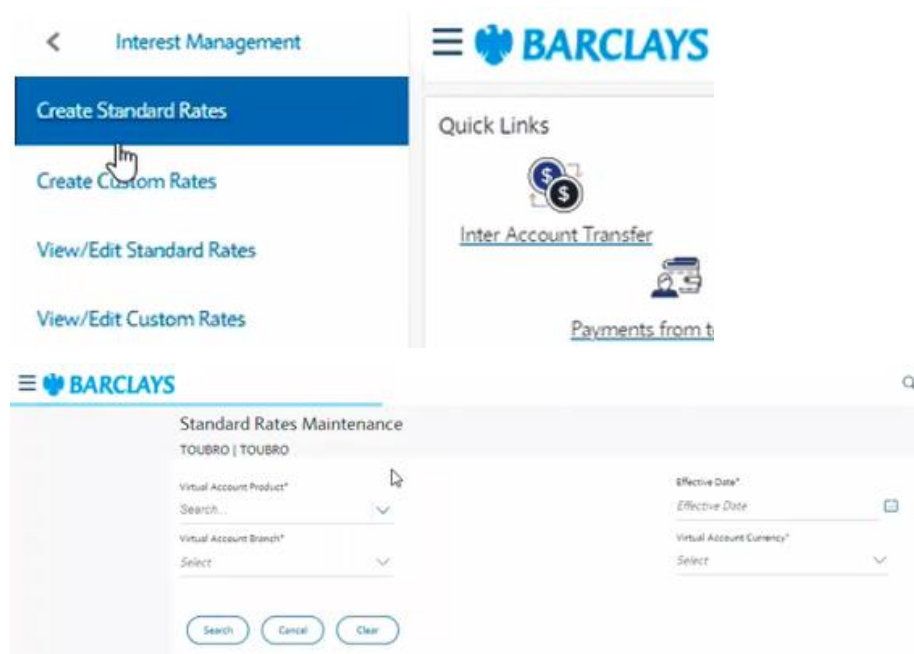 Interest Management
Create Standard Rates
Create Custom Rates
View/Edit Standard Rates
View/Edit Custom Rates
BARCLAYS
Quick Links
Inter Account Transfer
Payments from t
BARCLAYS
Standard Rates Maintenance
TOUBRO | TOUBRO
Virtual Account Product*
Search...
Effective Date*
Effective Date
Virtual Account Branch*
Select
Virtual Account Currency*
Select
Search Cancel Clear